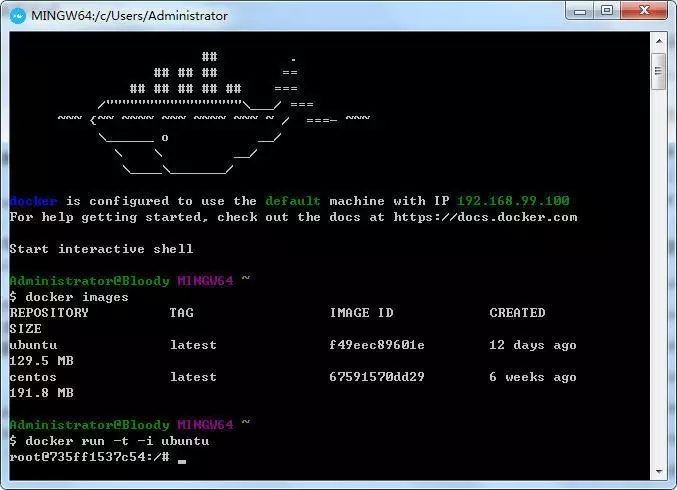 MINGW64:/c/Users/Administrator
                        ##         .
                  ## ## ##        ==
               ## ## ## ## ##    ===
           /"""""""""""""""""\___/ ===
      ~~~ {~~ ~~~~ ~~~ ~~~~ ~~~ ~ /  ===- ~~~
           \______ o           __/
             \    \         __/
              \____\_______/
docker is configured to use the default machine with IP 192.168.99.100
For help getting started, check out the docs at https://docs.docker.com
Start interactive shell
Administrator@Bloody MINGW64 ~
$ docker images
REPOSITORY          TAG                 IMAGE ID            CREATED
SIZE
ubuntu              latest              f49eec89601e        12 days ago
129.5 MB
centos              latest              67591570dd29        6 weeks ago
191.8 MB
Administrator@Bloody MINGW64 ~
$ docker run -t -i ubuntu
root@735ff1537c54:/# _